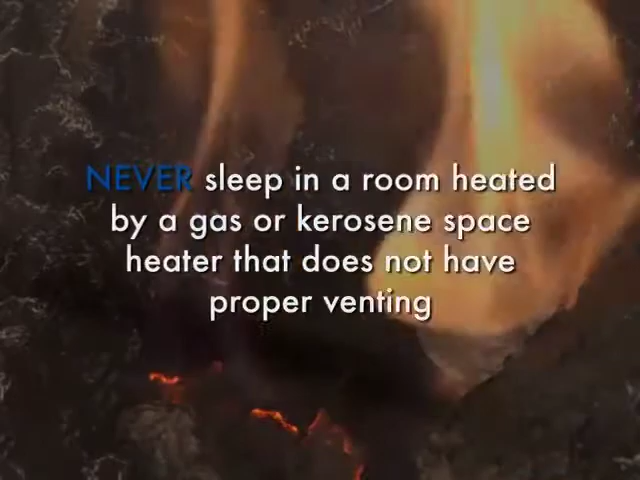 NEVER sleep in a room heated
by a gas or kerosene space
heater that does not have
proper venting